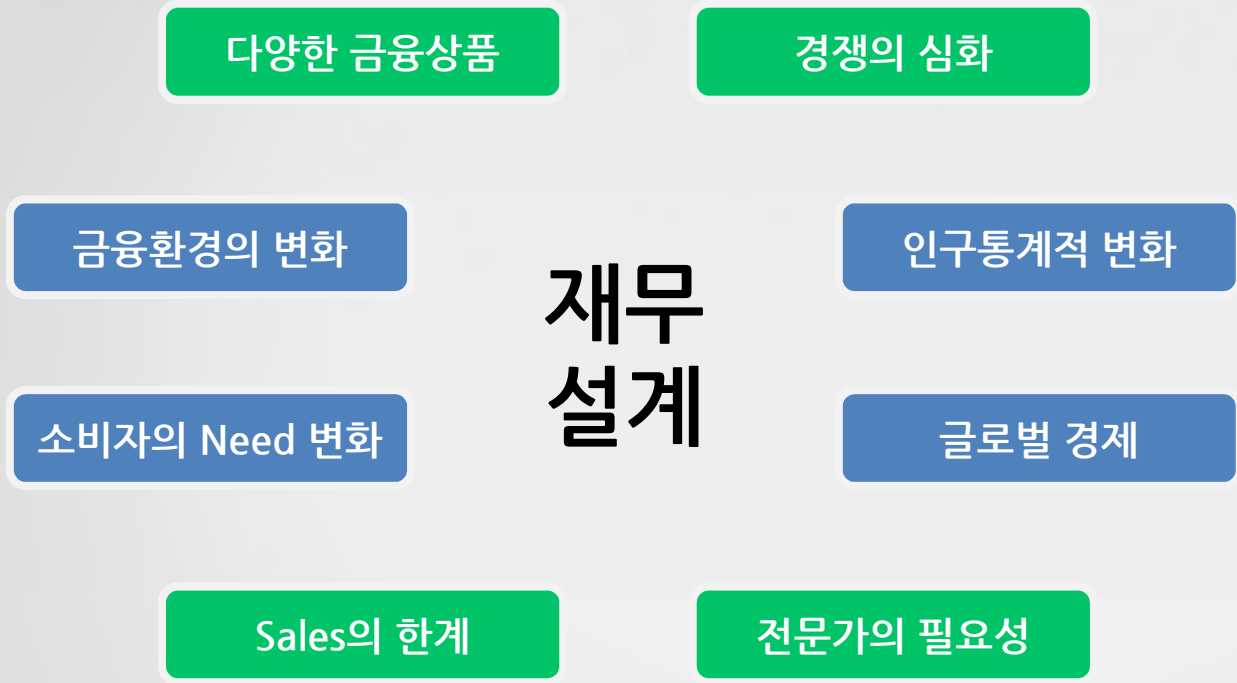 다양한 금융상품
경쟁의 심화
금융환경의 변화
인구통계적 변화
재무
설계
소비자의 Need 변화
글로벌 경제
Sales의 한계
전문가의 필요성